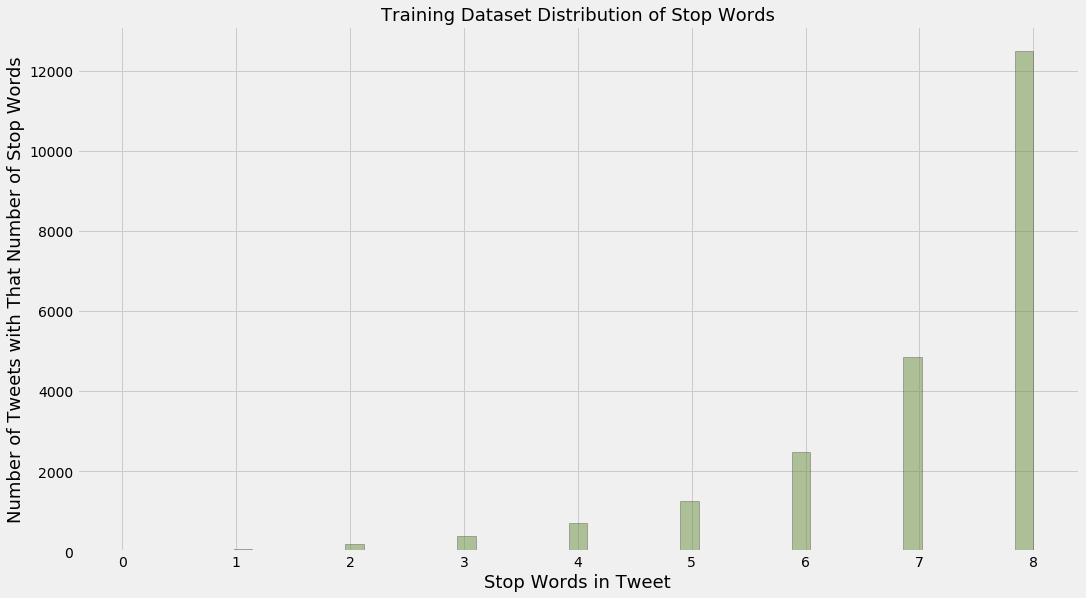 Training Dataset Distribution of Stop Words
Number of Tweets with That Number of Stop Words
12000
10000
8000
6000
4000
2000
0
0 1 2 3 4 5 6 7 8
Stop Words in Tweet